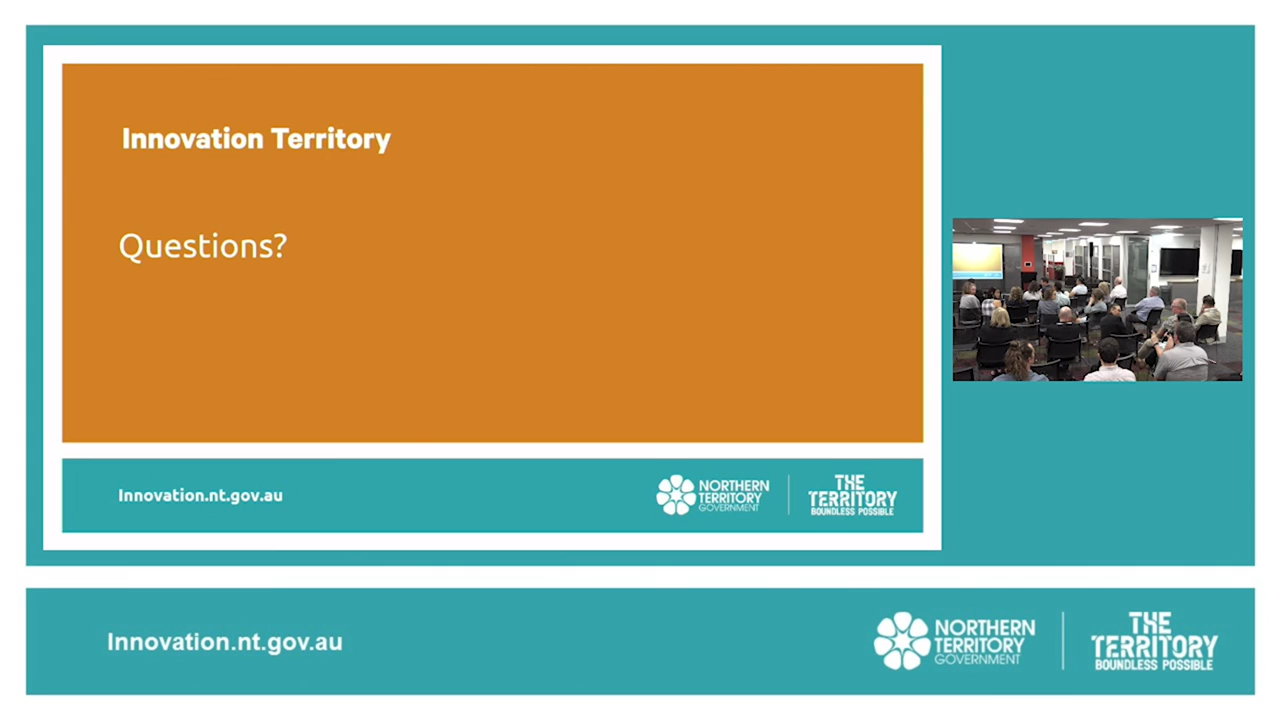 Innovation Territory
Questions?
Innovation.nt.gov.au
NORTHERN
TERRITORY
GOVERNMENT
THE
TERRITORY
BOUNDLESS POSSIBLE
Innovation.nt.gov.au
NORTHERN
TERRITORY
GOVERNMENT
THE
TERRITORY
BOUNDLESS POSSIBLE